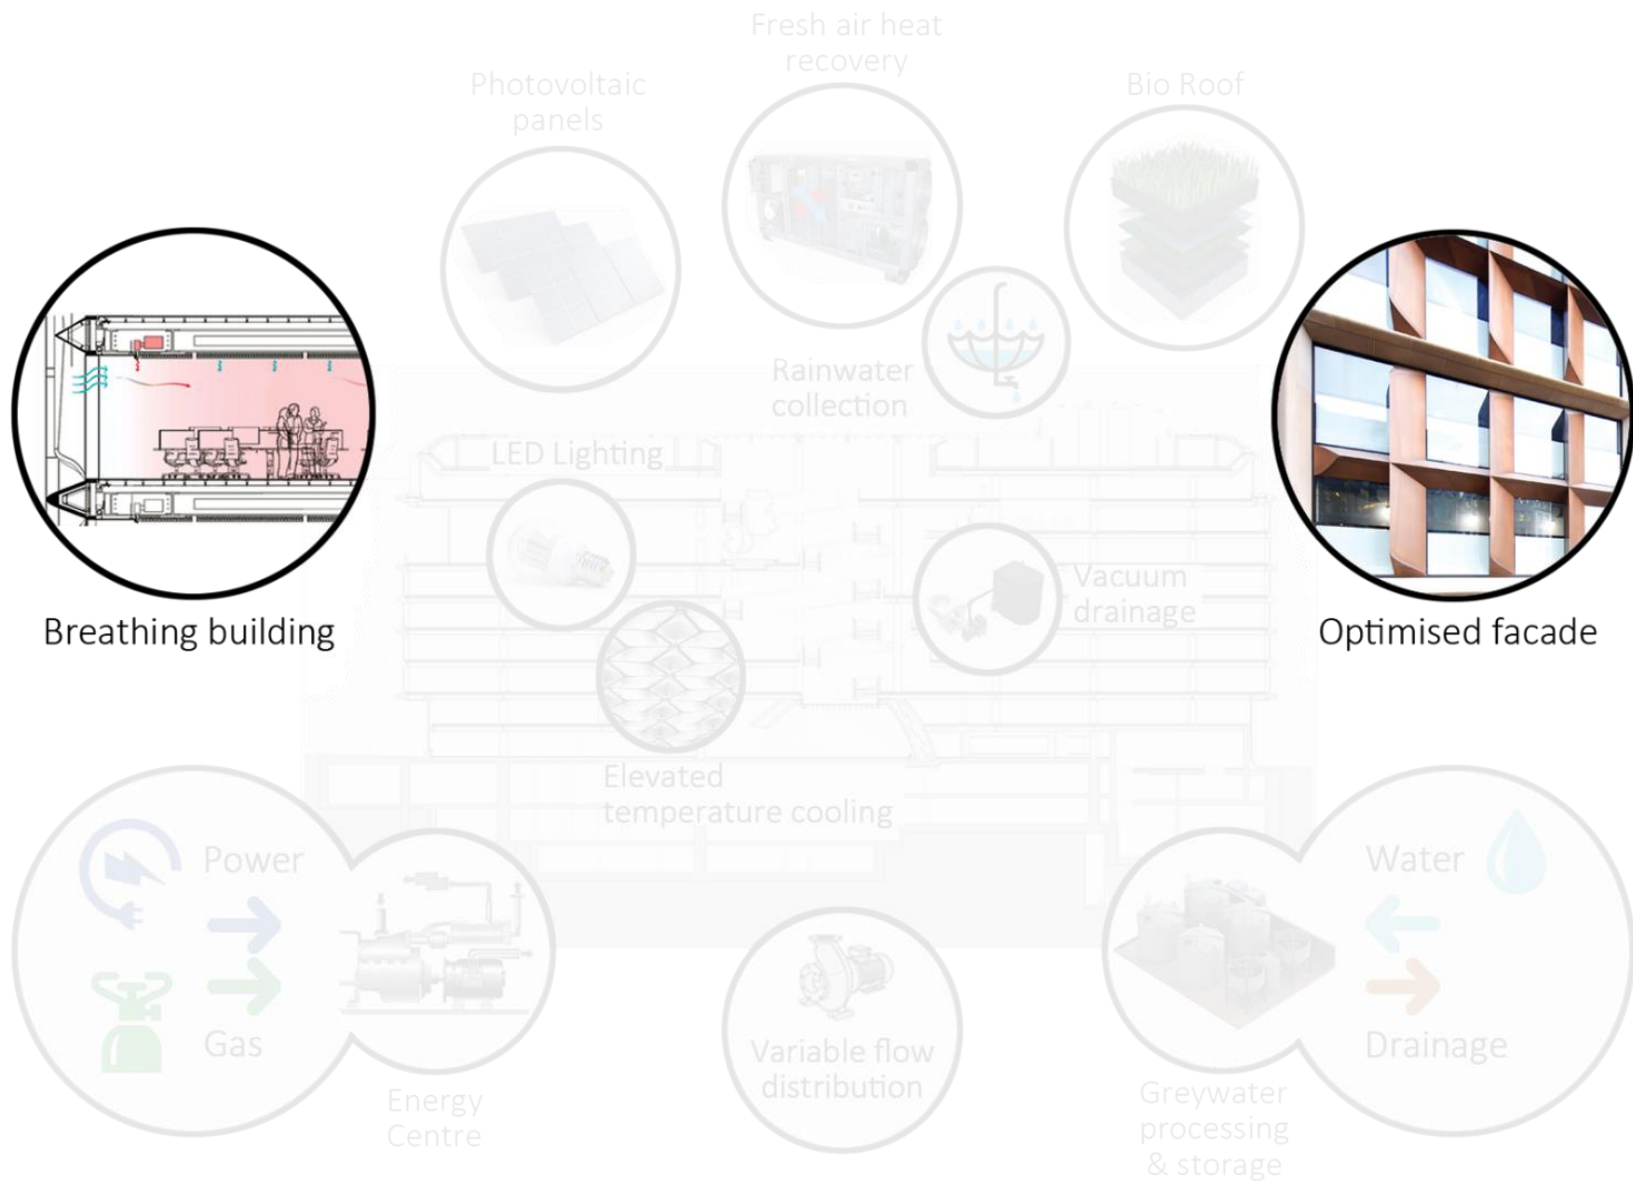 Fresh air heat
recovery
Photovoltaic
panels
Bio Roof
Rainwater
collection
LED Lighting
Breathing building
Optimised facade
Vacuum
drainage
Elevated
temperature cooling
Power
Gas
Energy
Centre
Variable flow
distribution
Water
Drainage
Greywater
processing
& storage